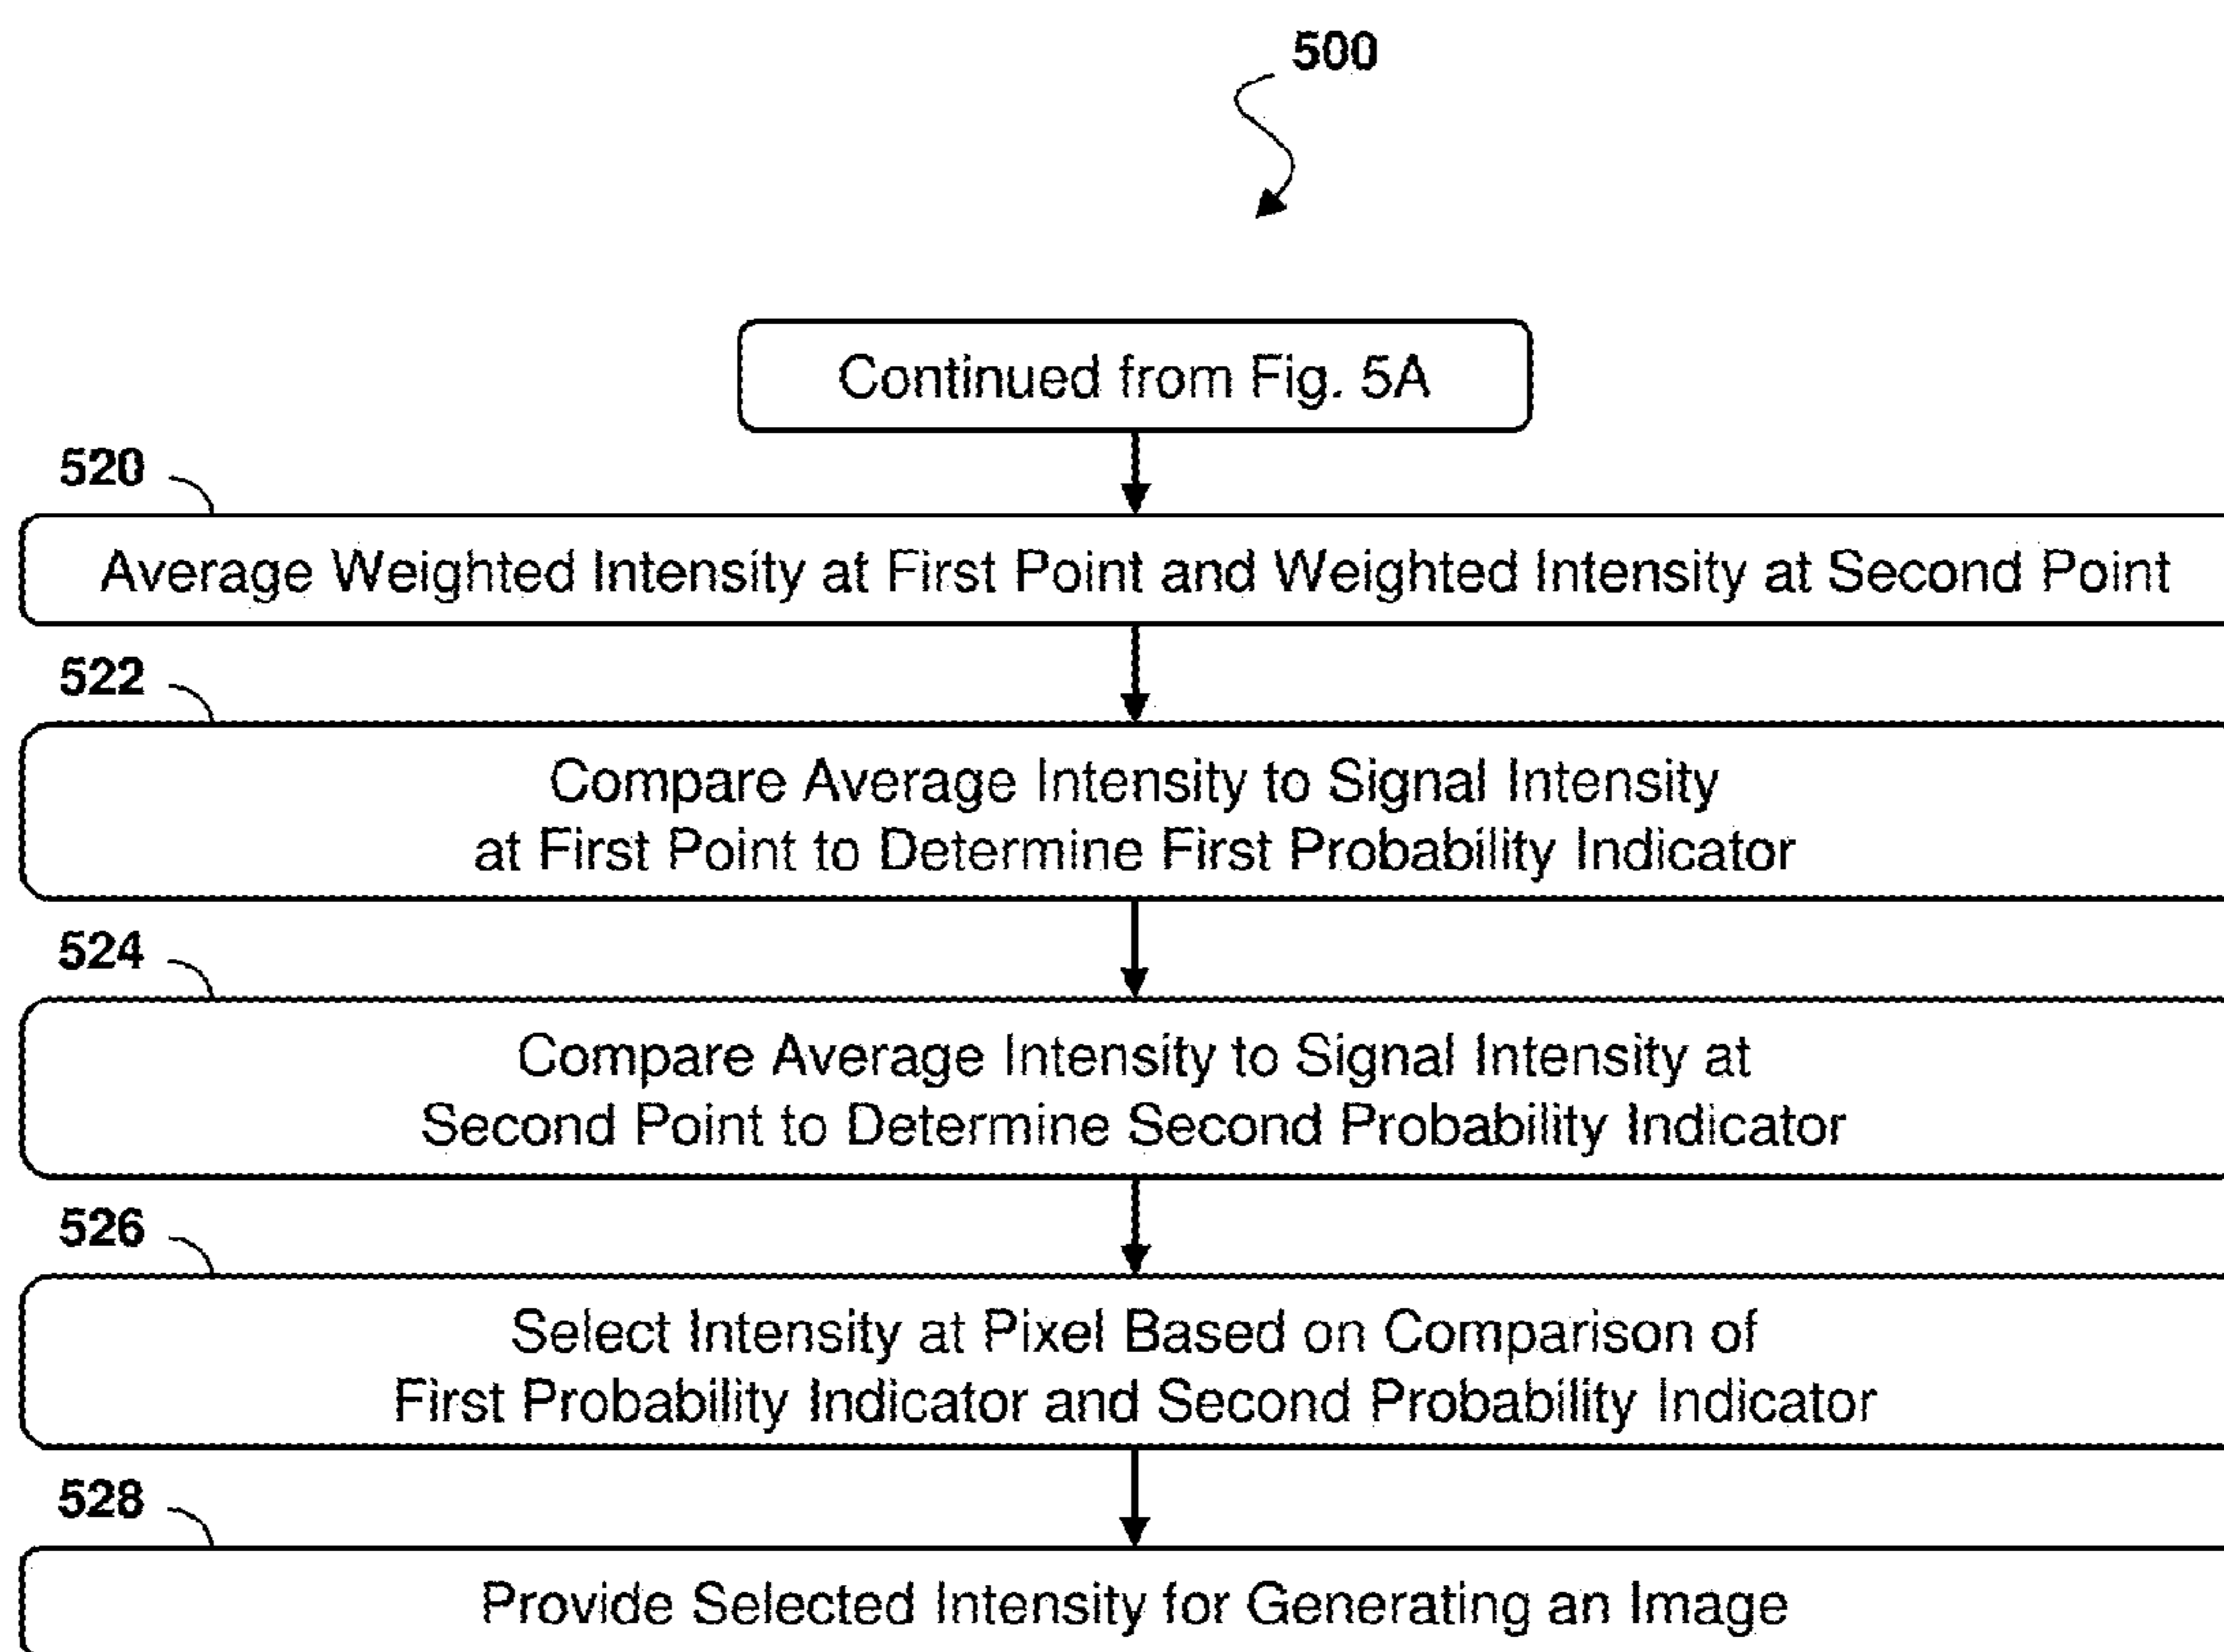 500
Continued from Fig. 5A
520
Average Weighted Intensity at First Point and Weighted Intensity at Second Point
522
Compare Average Intensity to Signal Intensity
at First Point to Determine First Probability Indicator
524
Compare Average Intensity to Signal Intensity at
Second Point to Determine Second Probability Indicator
526
Select Intensity at Pixel Based on Comparison of
First Probability Indicator and Second Probability Indicator
528
Provide Selected Intensity for Generating an Image